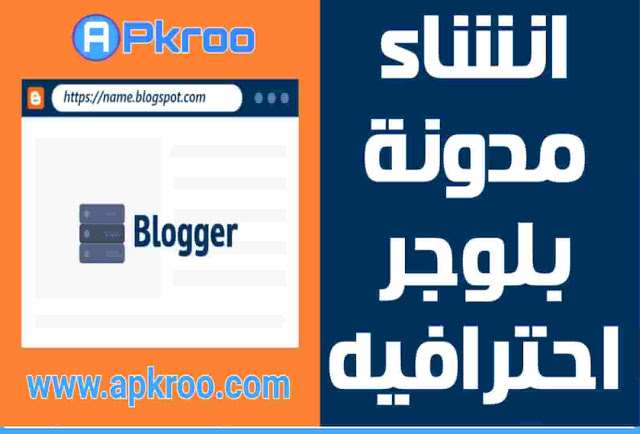 APkroo
https://name.blogspot.com
Blogger
www.apkroo.com
انشاء
مدونة
بلوجر
احترافيه